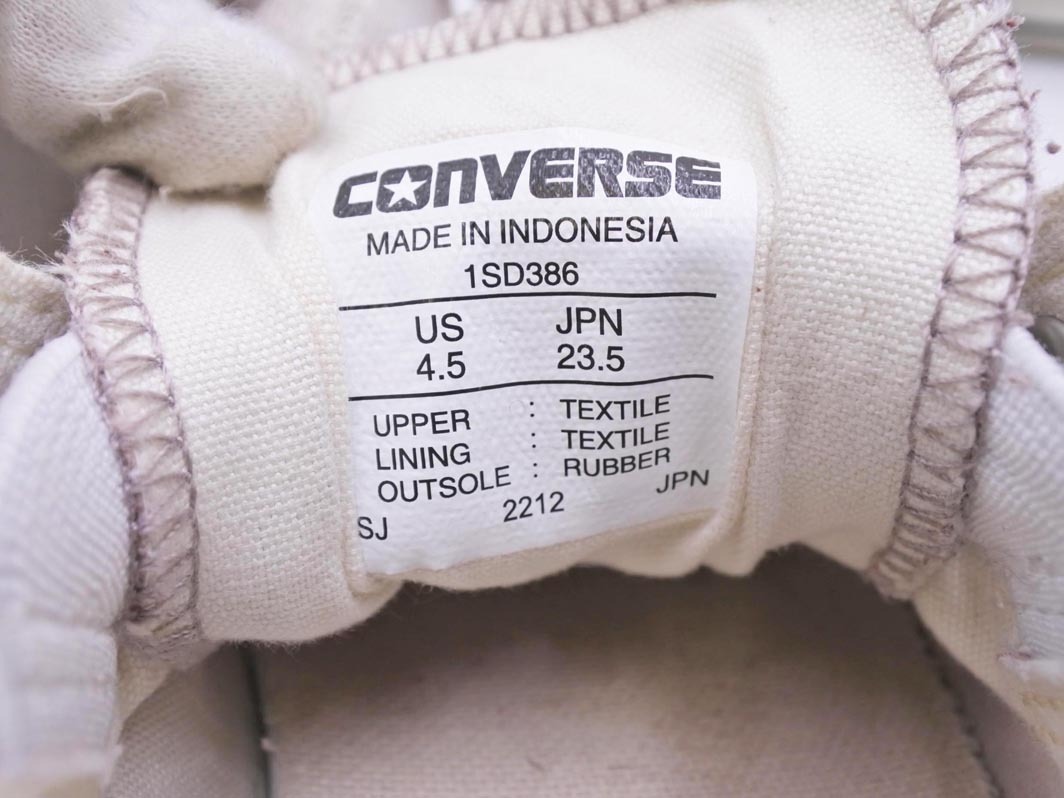 CONVERSE
MADE IN INDONESIA
1SD386
US JPN
4.5 23.5
UPPER : TEXTILE
LINING : TEXTILE
OUTSOLE : RUBBER
SJ 2212 JPN